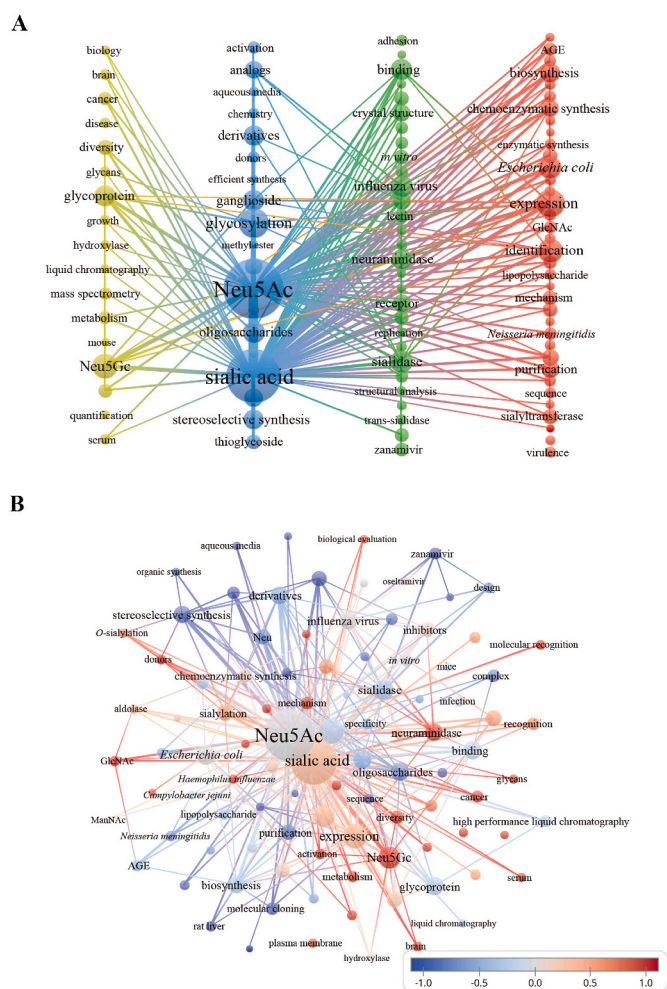 A
biology
brain
cancer
disease
diversity
glycans
glycoprotein
growth
hydroxylase
liquid chromatography
mass spectrometry
metabolism
mouse
Neu5Gc
quantification
serum
activation
analogs
aqueous media
chemistry
derivatives
donors
efficient synthesis
ganglioside
glycosylation
methyl ester
Neu5Ac
oligosaccharides
sialic acid
stereoselective synthesis
thioglycoside
adhesion
binding
crystal structure
in vitro
influenza virus
lectin
neuraminidase
receptor
replication
sialidase
structural analysis
trans-sialidase
zanamivir
AGE
biosynthesis
chemoenzymatic synthesis
enzymatic synthesis
Escherichia coli
expression
GlcNAc
identification
lipopolysaccharide
mechanism
Neisseria meningitidis
purification
sequence
sialyltransferase
virulence
B
biological evaluation
aqueous media
zanamivir
organic synthesis
oseltamivir
derivatives
design
stereoselective synthesis
influenza virus
O-sialylation
Neu
inhibitors
molecular recognition
donors
in vitro
mice
chemoenzymatic synthesis
complex
sialidase
mechanism
infection
aldolase
sialylation
specificity
neuraminidase
recognition
Neu5Ac
binding
Escherichia coli
sialic acid
GlcNAc
oligosaccharides
Haemophilus influenzae
glycans
Campylobacter jejuni
sequence
cancer
lipopolysaccharide
diversity
ManNAc
high performance liquid chromatography
Neisseria meningitidis
purification
expression
activation
Neu5Gc
AGE
metabolism
serum
biosynthesis
glycoprotein
molecular cloning
rat liver
liquid chromatography
plasma membrane
brain
hydroxylase
-1.0 -0.5 0.0 0.5 1.0